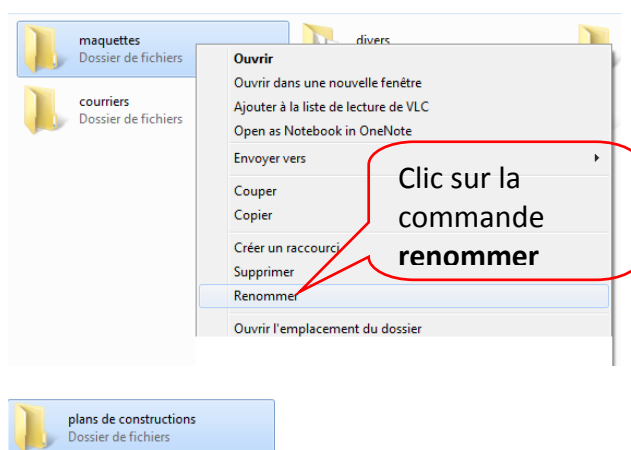 maquettes
Dossier de fichiers
divers
courriers
Dossier de fichiers
Ouvrir
Ouvrir dans une nouvelle fenêtre
Ajouter à la liste de lecture de VLC
Open as Notebook in OneNote
Envoyer vers
Couper
Copier
Créer un raccourci
Supprimer
Renommer
Ouvrir l'emplacement du dossier
Clic sur la
commande
renommer
plans de constructions
Dossier de fichiers